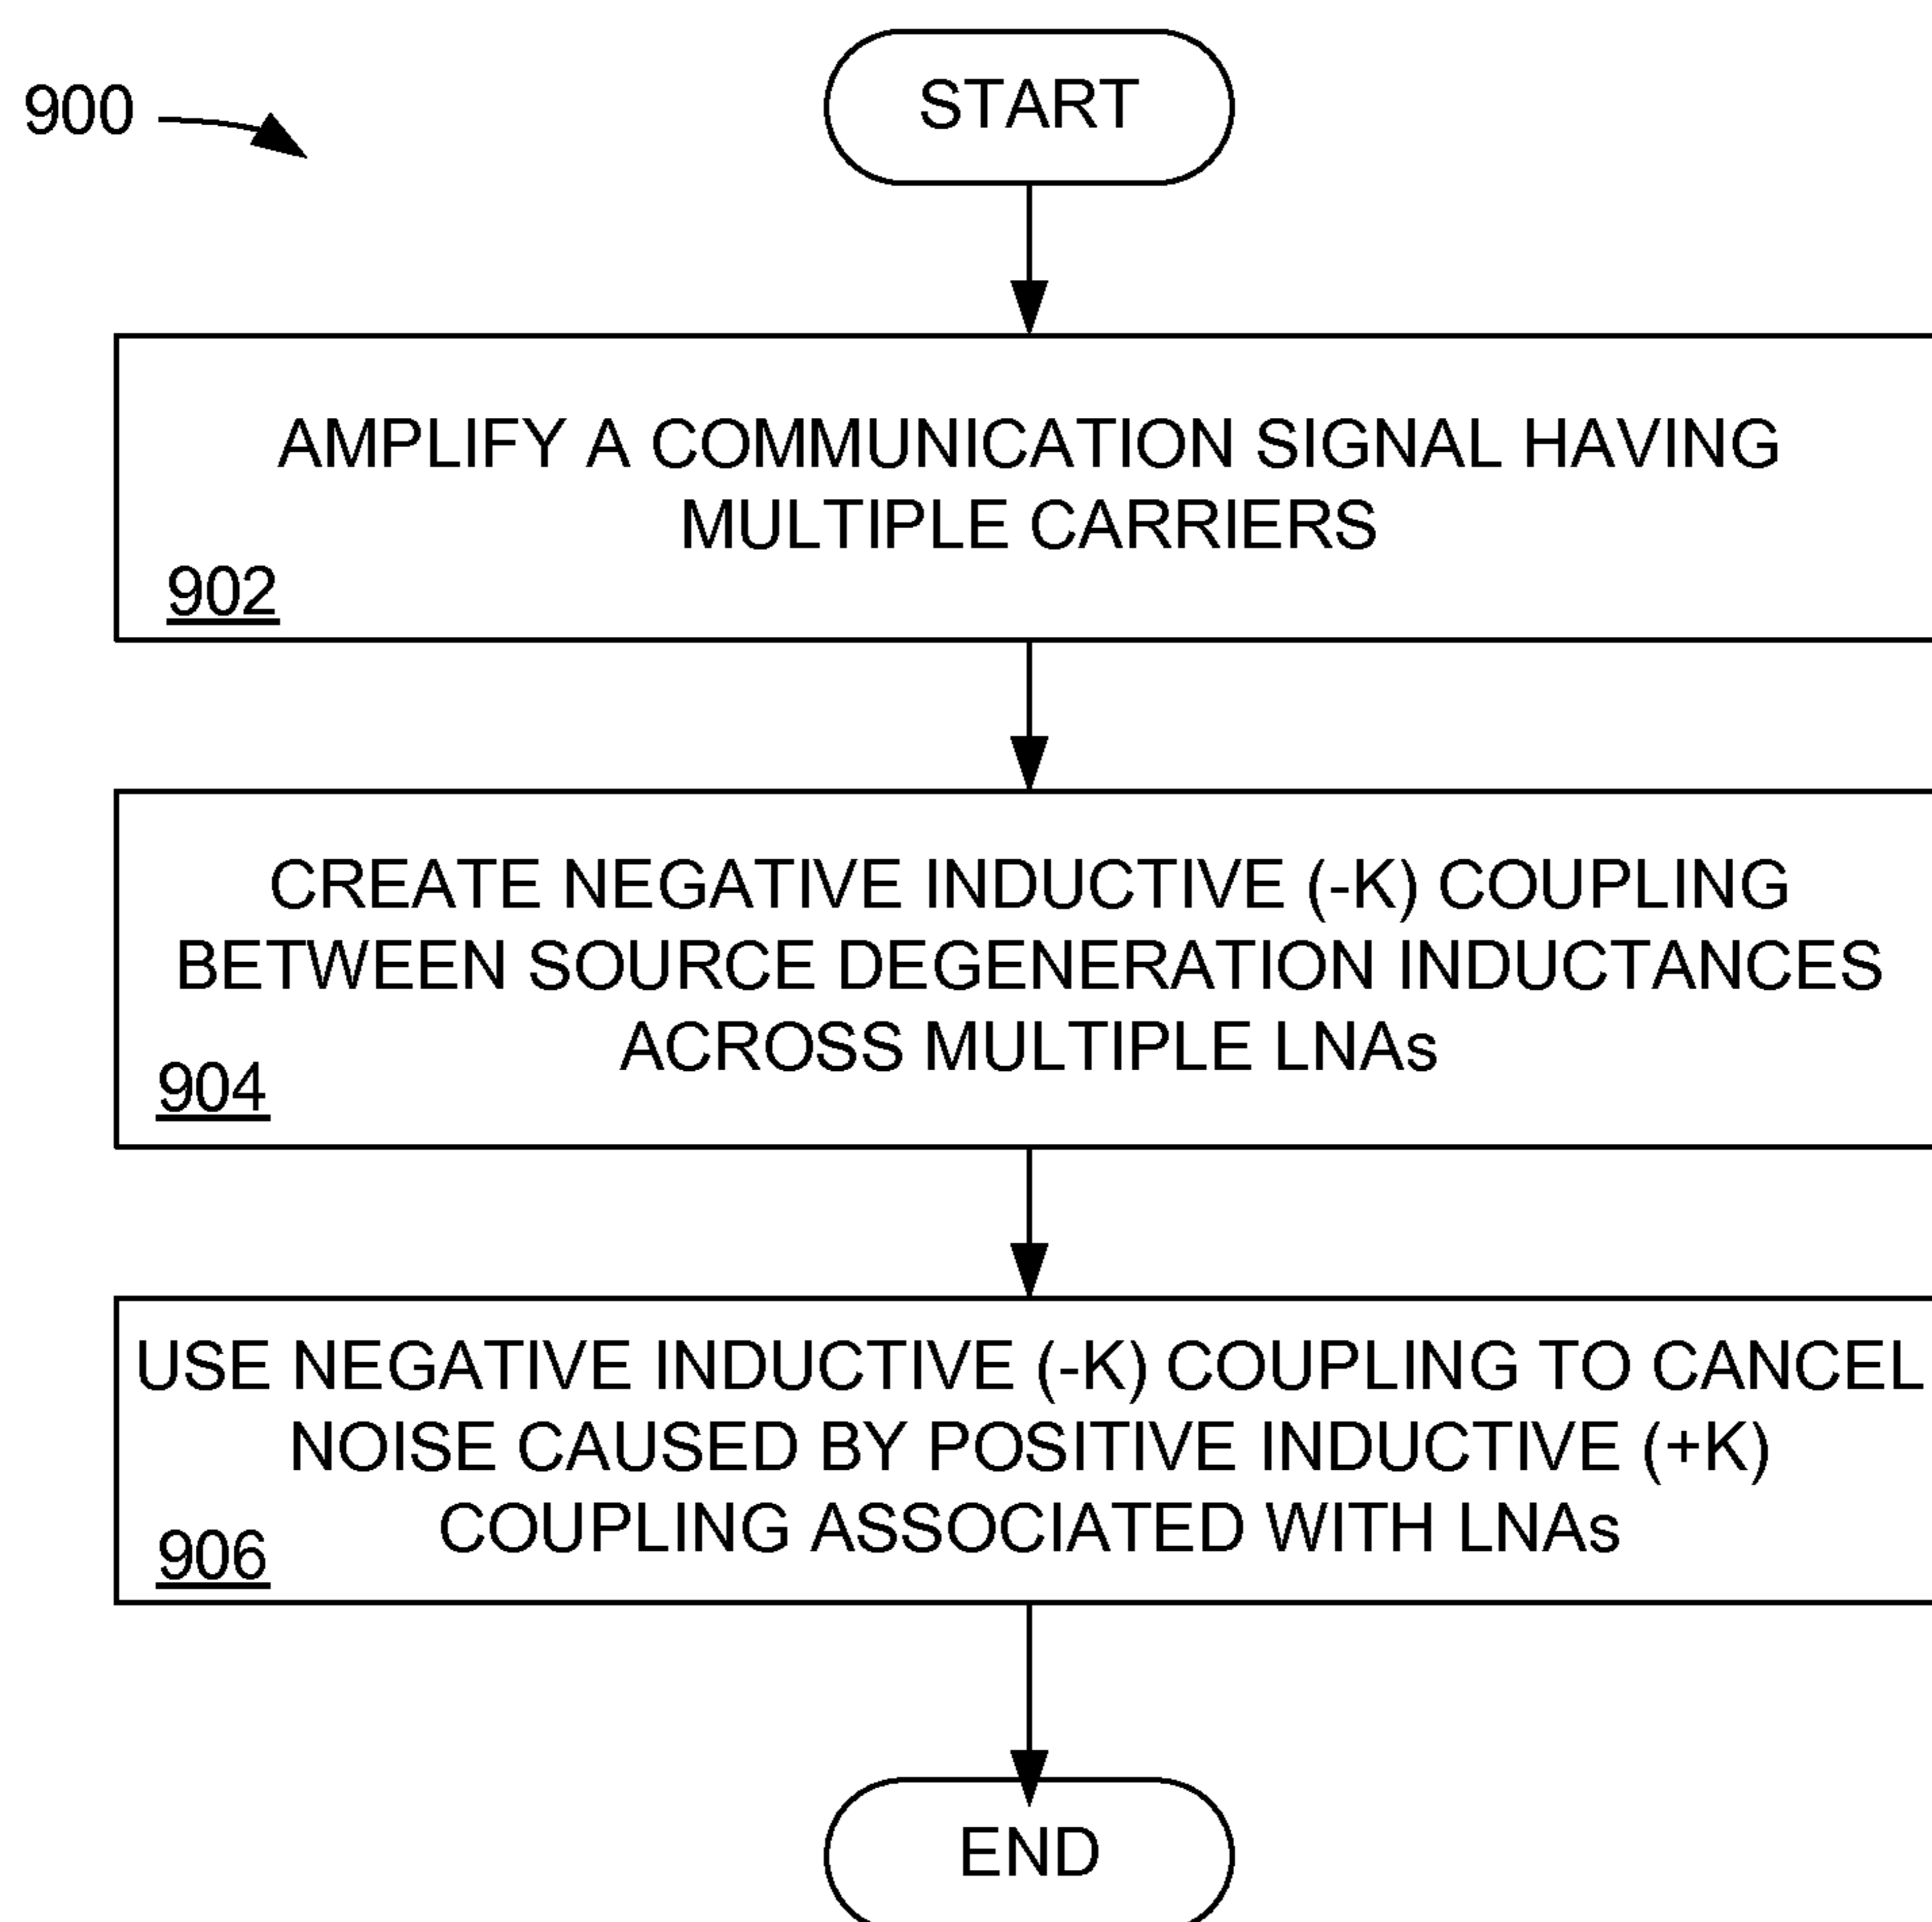 900
START
AMPLIFY A COMMUNICATION SIGNAL HAVING
MULTIPLE CARRIERS
902
CREATE NEGATIVE INDUCTIVE (-K) COUPLING
BETWEEN SOURCE DEGENERATION INDUCTANCES
ACROSS MULTIPLE LNAs
904
USE NEGATIVE INDUCTIVE (-K) COUPLING TO CANCEL
NOISE CAUSED BY POSITIVE INDUCTIVE (+K)
COUPLING ASSOCIATED WITH LNAs
906
END